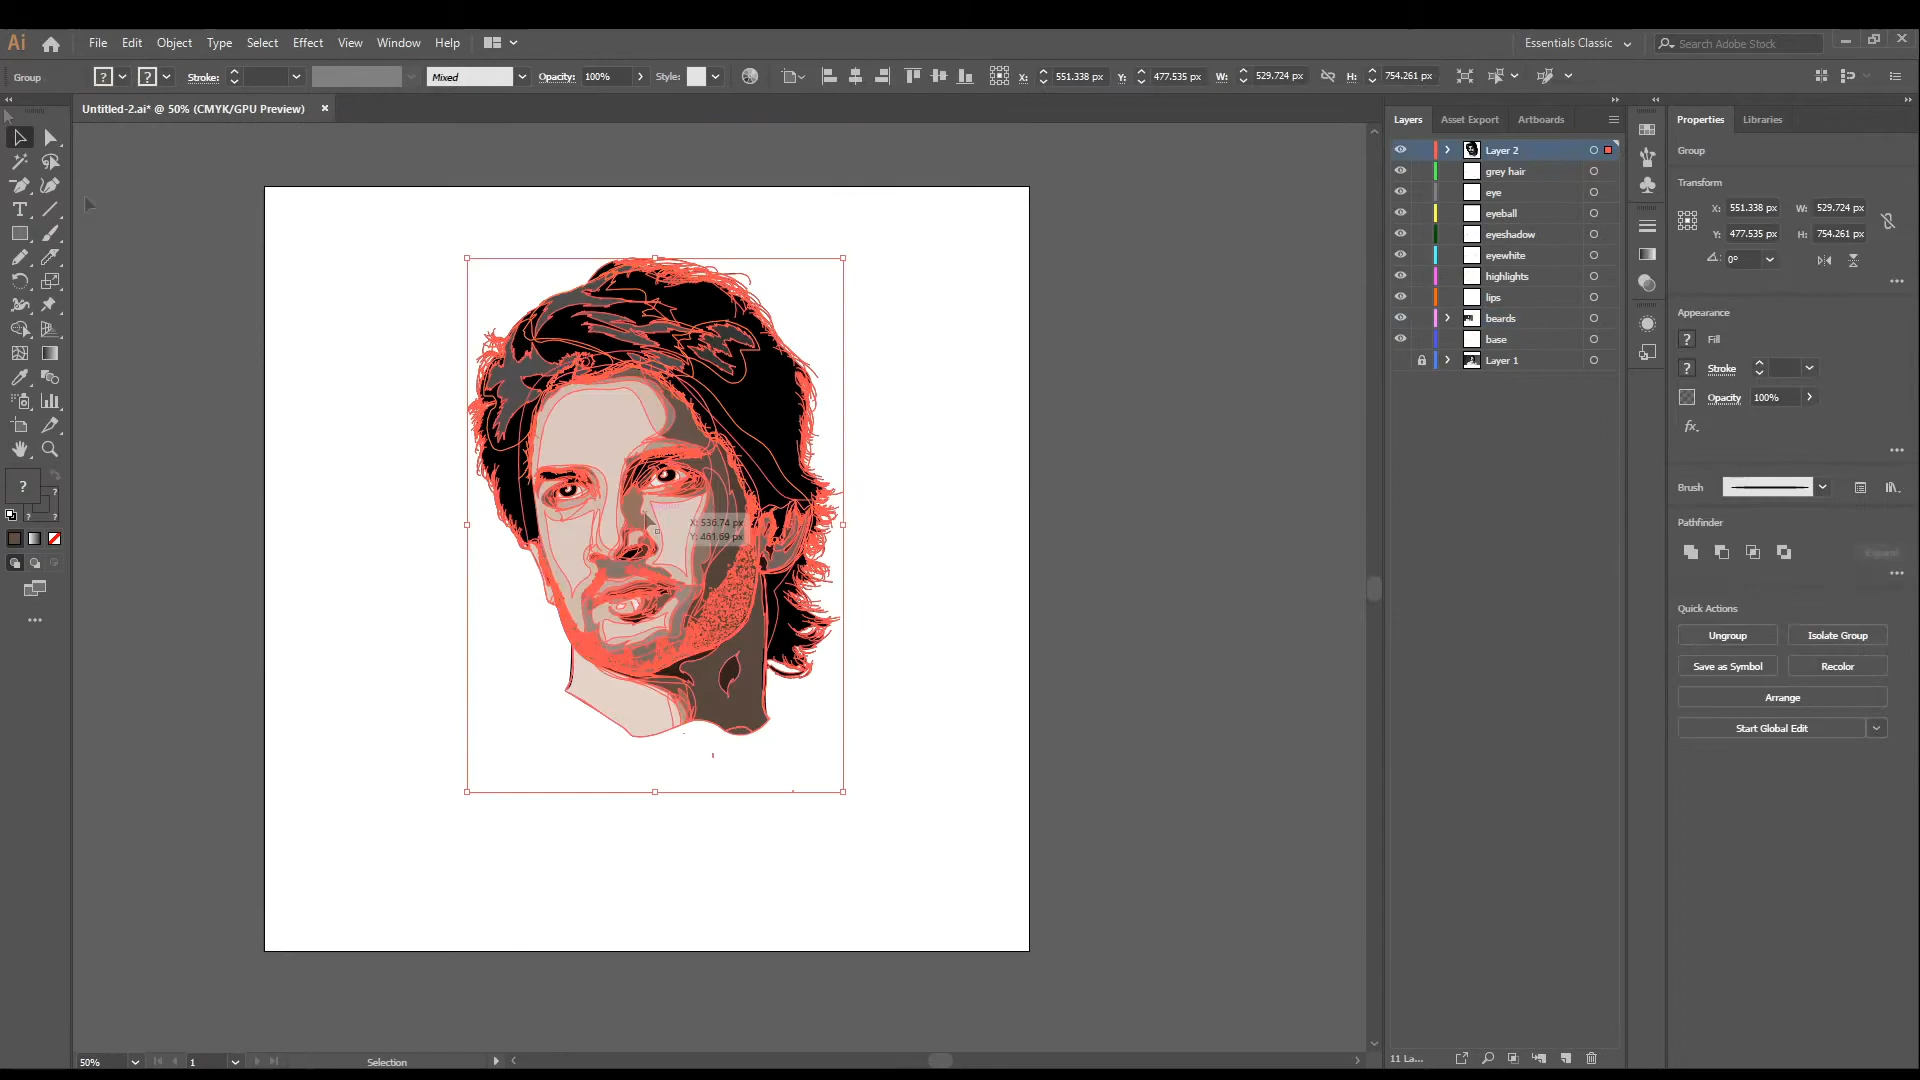 Ai File Edit Object Type Select Effect View Window Help Essentials Classic Search Adobe Stock
Group ? ? Stroke: Mixed Opacity: 100% Style: X: 551.338 px Y: 477.535 px W: 529.724 px H: 754.261 px
Untitled-2.ai* @ 50% (CMYK/GPU Preview)
Layers Asset Export Artboards
Layer 2
grey hair
eye
eyeball
eyeshadow
eyewhite
highlights
lips
beards
base
Layer 1
Properties Libraries
Group
Transform
X: 551.338 px W: 529.724 px
Y: 477.535 px H: 754.261 px
0°
Appearance
? Fill
? Stroke
Opacity 100%
fx.
Brush
Pathfinder
Expand
Quick Actions
Ungroup Isolate Group
Save as Symbol Recolor
Arrange
Start Global Edit
X: 536.74 px
Y: 461.69 px
T
?
?
? ?
50% 1 Selection
11 La...